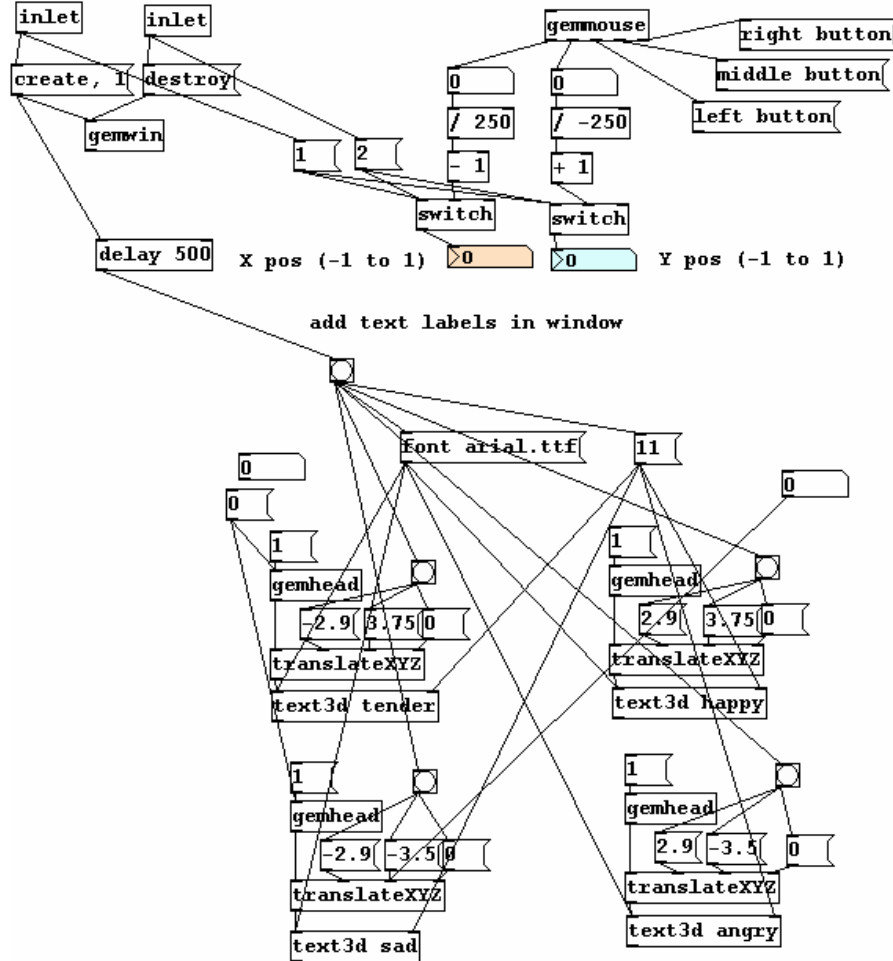 inlet
inlet
gemmouse
right button
create, 1
destroy
0
0
middle button
gemwin
/ 250
/ -250
left button
1
2
- 1
+ 1
switch
switch
delay 500
X pos (-1 to 1)
0
0
Y pos (-1 to 1)
add text labels in window
font arial.ttf
11
0
0
0
1
1
gemhead
gemhead
-2.9
3.75
0
2.9
3.75
0
translateXYZ
translateXYZ
text3d tender
text3d happy
1
1
gemhead
gemhead
-2.9
-3.5
0
2.9
-3.5
0
translateXYZ
translateXYZ
text3d sad
text3d angry